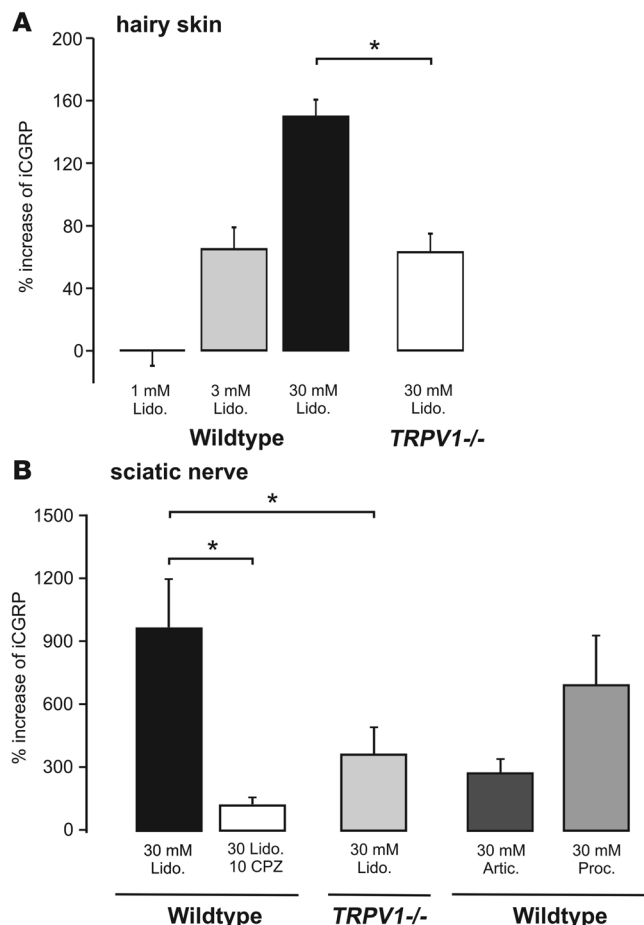 A hairy skin
200
*
160
120
80
40
0
% increase of iCGRP
1 mM 3 mM 30 mM 30 mM
Lido. Lido. Lido. Lido.
Wildtype TRPV1-/-
B sciatic nerve
1500
*
1200
*
900
600
300
0
% increase of iCGRP
30 mM 30 Lido. 30 mM 30 mM 30 mM
Lido. 10 CPZ Lido. Artic. Proc.
Wildtype TRPV1-/- Wildtype